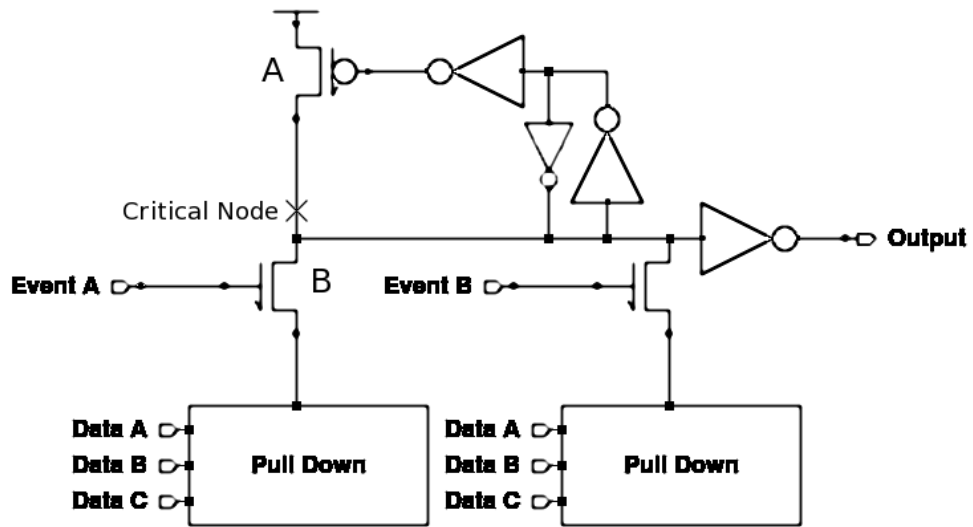 A
Critical Node
Output
Event A
B
Event B
Data A
Data B
Data C
Pull Down
Data A
Data B
Data C
Pull Down